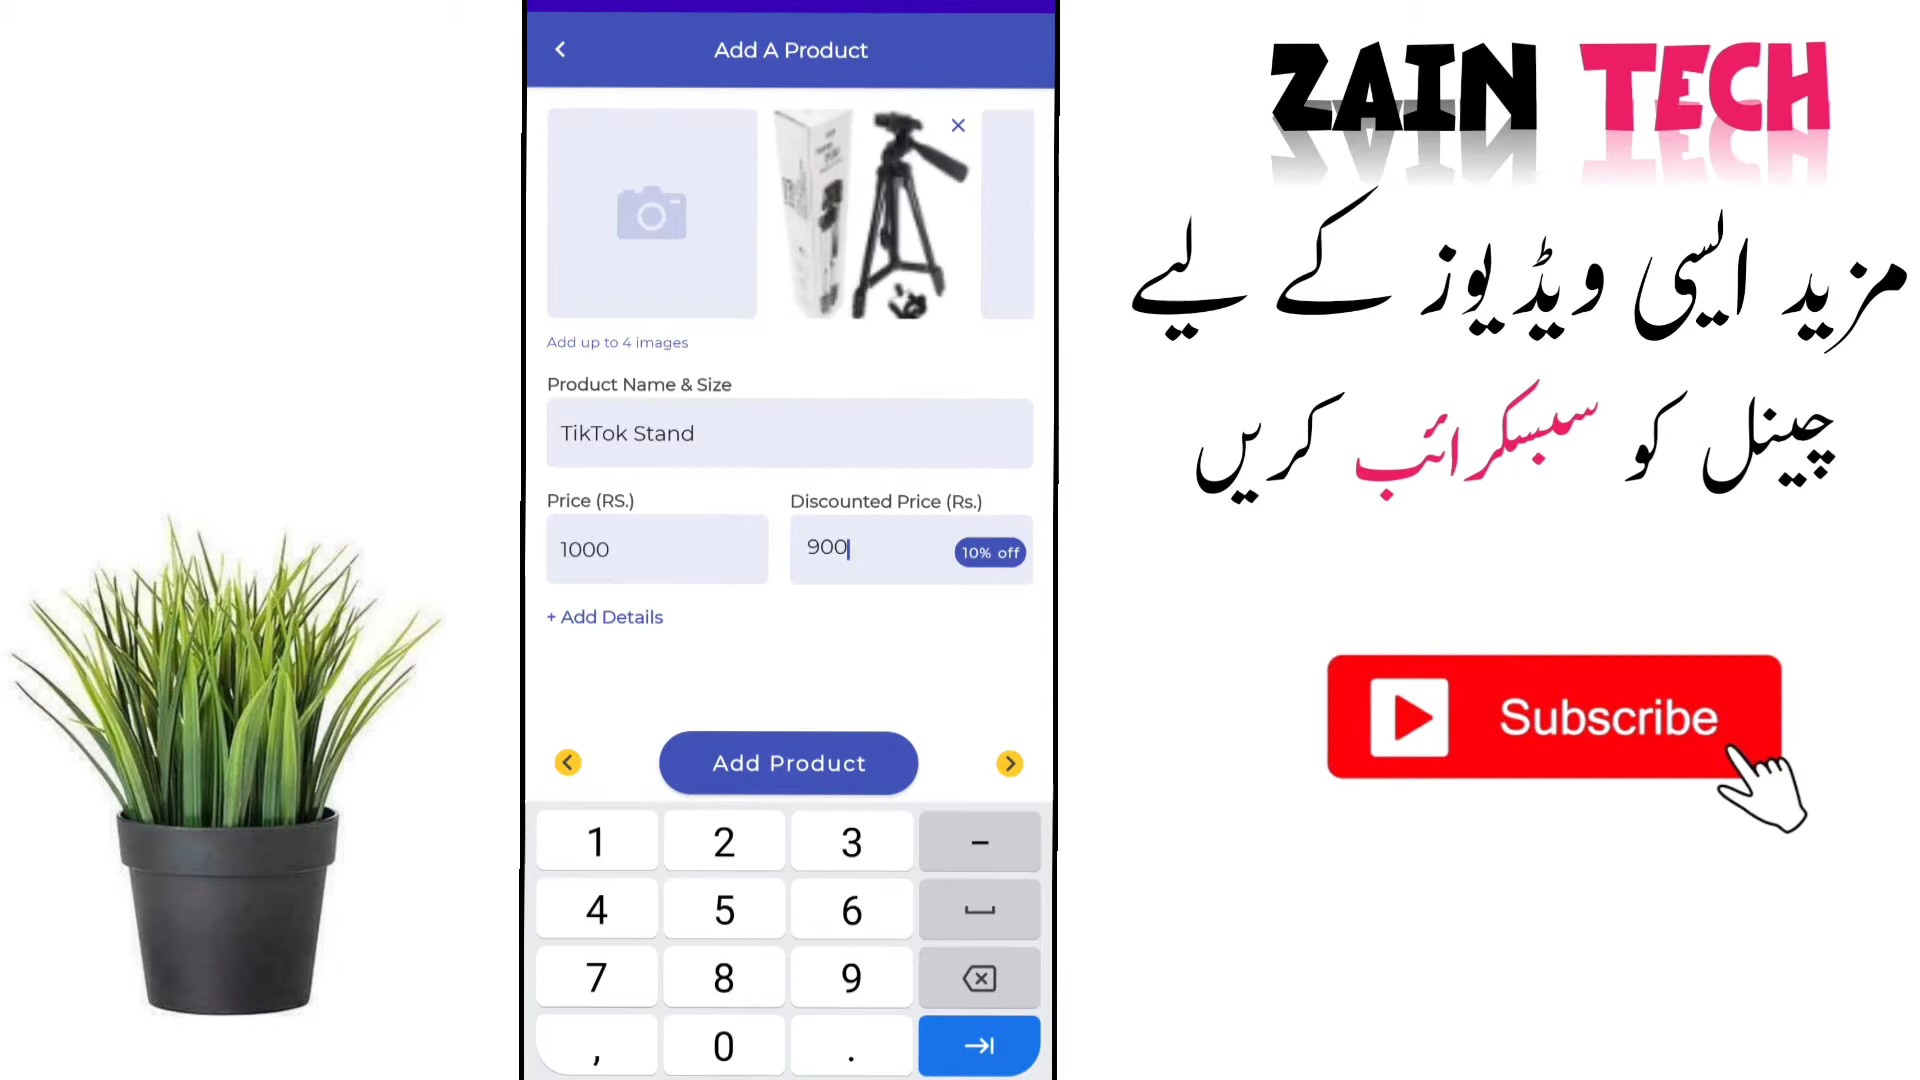 Add A Product
Add up to 4 images
Product Name & Size
TikTok Stand
Price (RS.)
Discounted Price (Rs.)
1000
900
10% off
+ Add Details
Add Product
1 2 3 -
4 5 6
7 8 9
, 0 .
ZAIN TECH
مزید ایسی ویڈیوز کے لیے
چینل کو سبسکرائب کریں
Subscribe